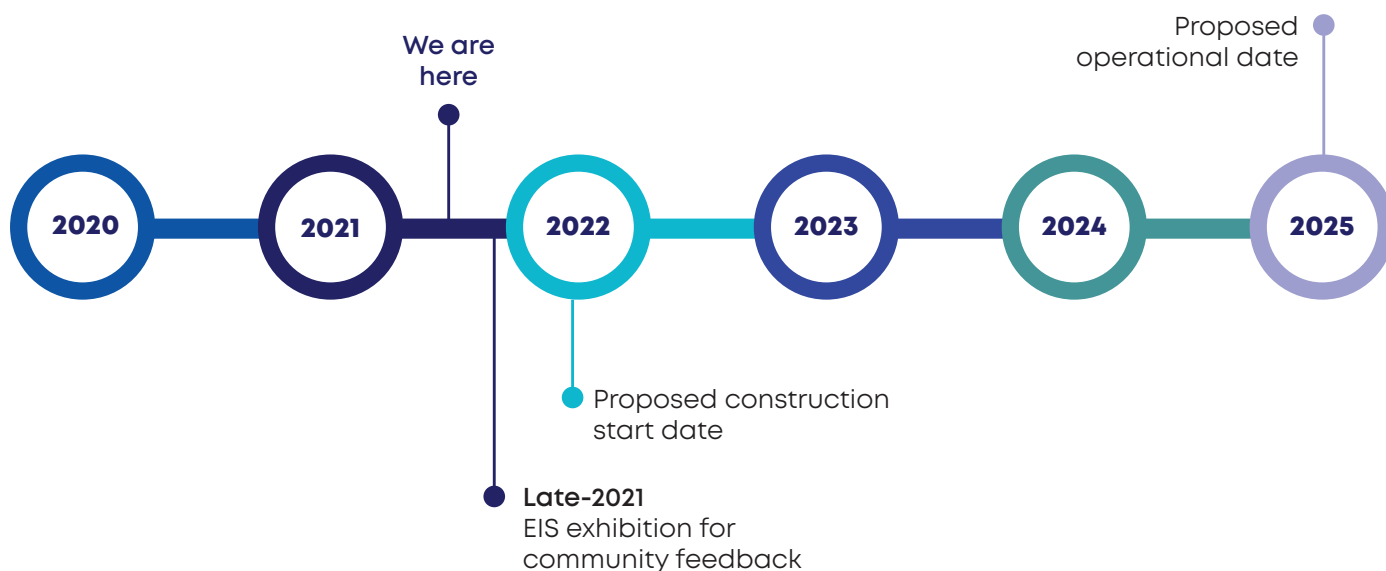 We are
here
Proposed
operational date
2020
2021
2022
2023
2024
2025
Proposed construction
start date
Late-2021
EIS exhibition for
community feedback